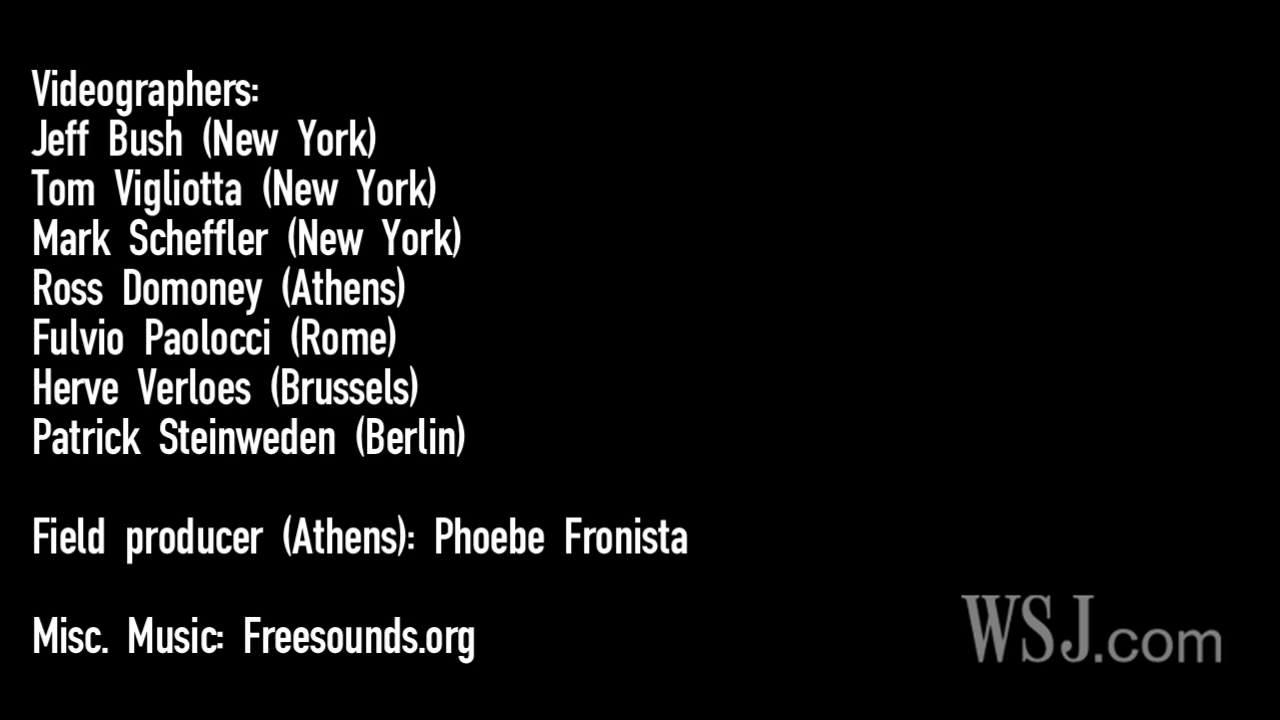 Videographers:
Jeff Bush (New York)
Tom Vigliotta (New York)
Mark Scheffler (New York)
Ross Domoney (Athens)
Fulvio Paolocci (Rome)
Herve Verloes (Brussels)
Patrick Steinweden (Berlin)
Field producer (Athens): Phoebe Fronista
Misc. Music: Freesounds.org
WSJ.com